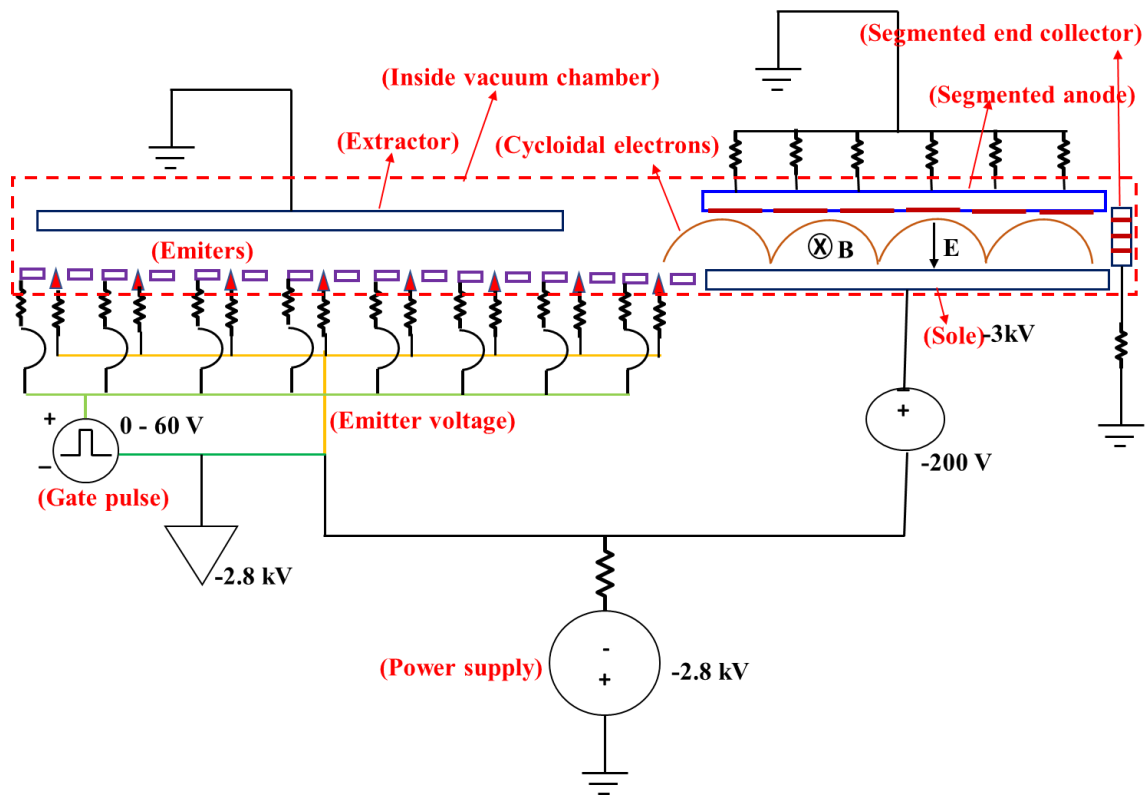 (Segmented end collector)
(Inside vacuum chamber)
(Segmented anode)
(Extractor)
(Cycloidal electrons)
(Emiters)
X B
E
(Sole) -3kV
+
0 - 60 V
(Emitter voltage)
–
(Gate pulse)
+
-200 V
-2.8 kV
-
(Power supply)
-2.8 kV
+